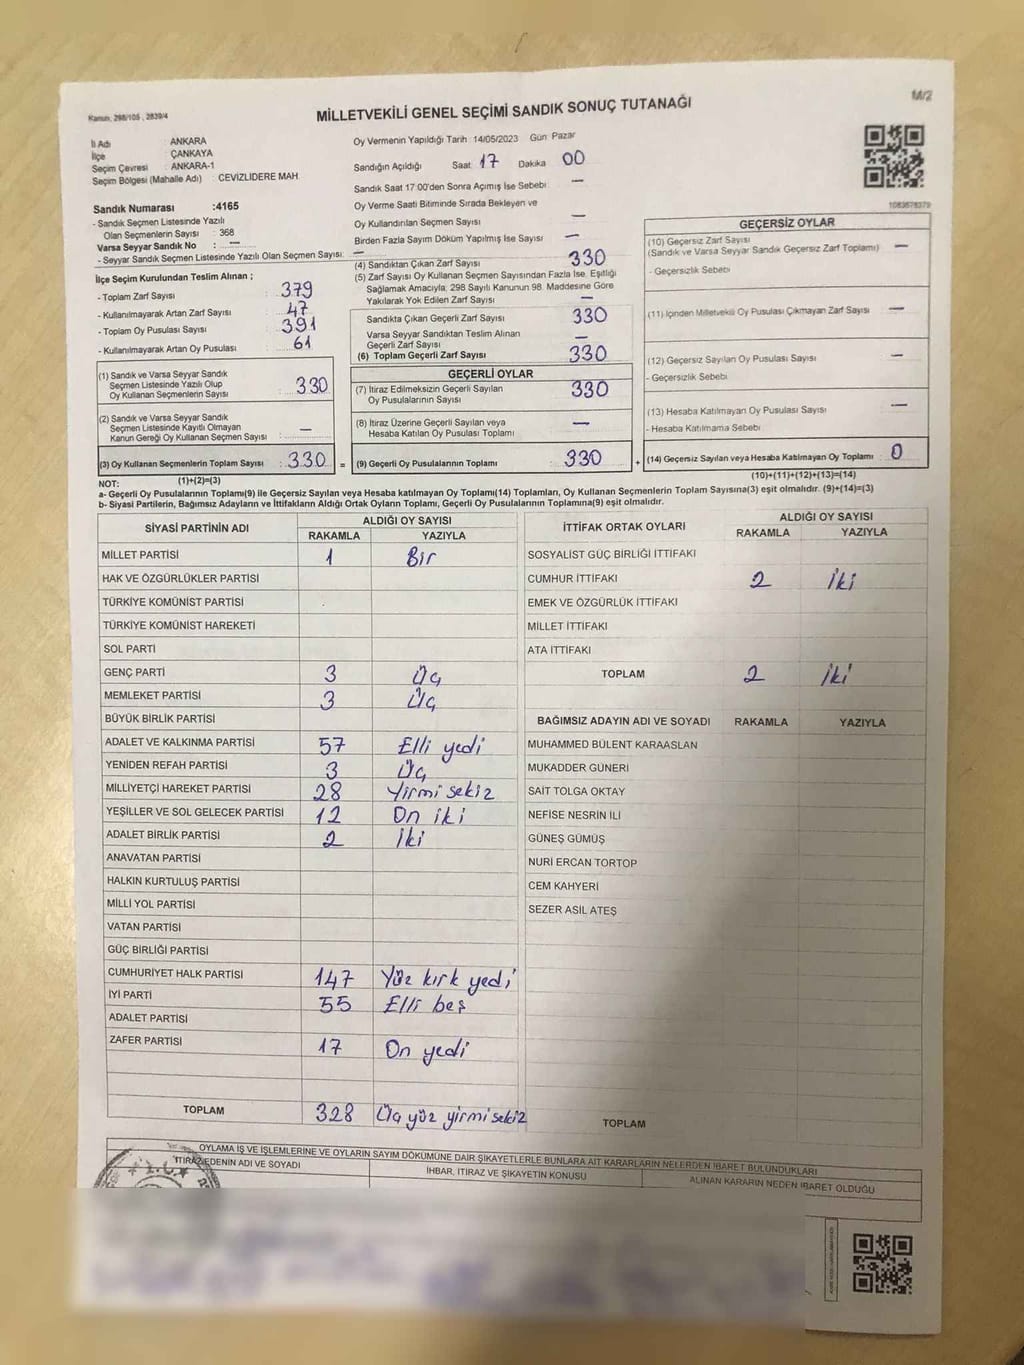 Kanun, 298/105 , 2839/4
M/2
MİLLETVEKİLİ GENEL SEÇİMİ SANDIK SONUÇ TUTANAĞI
İl Adı : ANKARA
İlçe : ÇANKAYA
Seçim Çevresi : ANKARA-1
Seçim Bölgesi (Mahalle Adı) : CEVİZLIDERE MAH.
Oy Vermenin Yapıldığı Tarih : 14/05/2023 Gün: Pazar
Sandığın Açıldığı Saat: 17 Dakika 00
Sandık Saat 17:00'den Sonra Açımış İse Sebebi —
Oy Verme Saati Bitiminde Sırada Bekleyen ve
Oy Kullandırılan Seçmen Sayısı —
Birden Fazla Sayım Döküm Yapılmış İse Sayısı —
Sandık Numarası :4165
- Sandık Seçmen Listesinde Yazılı
Olan Seçmenlerin Sayısı : 368
Varsa Seyyar Sandık No : —
- Seyyar Sandık Seçmen Listesinde Yazılı Olan Seçmen Sayısı: —
İlçe Seçim Kurulundan Teslim Alınan ;
- Toplam Zarf Sayısı : 379
- Kullanılmayarak Artan Zarf Sayısı : 47
- Toplam Oy Pusulası Sayısı : 391
- Kullanılmayarak Artan Oy Pusulası : 61
(1) Sandık ve Varsa Seyyar Sandık
Seçmen Listesinde Yazılı Olup
Oy Kullanan Seçmenlerin Sayısı : 330
(2) Sandık ve Varsa Seyyar Sandık
Seçmen Listesinde Kayıtlı Olmayan
Kanun Gereği Oy Kullanan Seçmen Sayısı : —
(3) Oy Kullanan Seçmenlerin Toplam Sayısı : 330 =
(1)+(2)=(3)
(4) Sandıktan Çıkan Zarf Sayısı 330
(5) Zarf Sayısı Oy Kullanan Seçmen Sayısından Fazla İse, Eşitliği
Sağlamak Amacıyla, 298 Sayılı Kanunun 98. Maddesine Göre
Yakılarak Yok Edilen Zarf Sayısı —
Sandıkta Çıkan Geçerli Zarf Sayısı 330
Varsa Seyyar Sandıktan Teslim Alınan
Geçerli Zarf Sayısı —
(6) Toplam Geçerli Zarf Sayısı 330
GEÇERLİ OYLAR
(7) İtiraz Edilmeksizin Geçerli Sayılan
Oy Pusulalarının Sayısı 330
(8) İtiraz Üzerine Geçerli Sayılan veya
Hesaba Katılan Oy Pusulası Toplamı —
(9) Geçerli Oy Pusulalarının Toplamı 330 +
1083678379
GEÇERSİZ OYLAR
(10) Geçersiz Zarf Sayısı
(Sandık ve Varsa Seyyar Sandık Geçersiz Zarf Toplamı) —
- Geçersizlik Sebebi
(11) İçinden Milletvekili Oy Pusulası Çıkmayan Zarf Sayısı —
(12) Geçersiz Sayılan Oy Pusulası Sayısı —
- Geçersizlik Sebebi
(13) Hesaba Katılmayan Oy Pusulası Sayısı —
- Hesaba Katılmama Sebebi
(14) Geçersiz Sayılan veya Hesaba Katılmayan Oy Toplamı : 0
(10)+(11)+(12)+(13)=(14)
NOT:
a- Geçerli Oy Pusulalarının Toplamı(9) ile Geçersiz Sayılan veya Hesaba katılmayan Oy Toplamı(14) Toplamları, Oy Kullanan Seçmenlerin Toplam Sayısına(3) eşit olmalıdır. (9)+(14)=(3)
b- Siyasi Partilerin, Bağımsız Adayların ve İttifakların Aldığı Ortak Oyların Toplamı, Geçerli Oy Pusulalarının Toplamına(9) eşit olmalıdır.
SİYASİ PARTİNİN ADI ALDIĞI OY SAYISI
RAKAMLA YAZIYLA
MİLLET PARTİSİ 1 Bir
HAK VE ÖZGÜRLÜKLER PARTİSİ
TÜRKİYE KOMÜNİST PARTİSİ
TÜRKİYE KOMÜNİST HAREKETİ
SOL PARTİ
GENÇ PARTİ 3 Üç
MEMLEKET PARTİSİ 3 Üç
BÜYÜK BİRLİK PARTİSİ
ADALET VE KALKINMA PARTİSİ 57 Elli yedi
YENİDEN REFAH PARTİSİ 3 Üç
MİLLİYETÇİ HAREKET PARTİSİ 28 Yirmi sekiz
YEŞİLLER VE SOL GELECEK PARTİSİ 12 On iki
ADALET BİRLİK PARTİSİ 2 İki
ANAVATAN PARTİSİ
HALKIN KURTULUŞ PARTİSİ
MİLLİ YOL PARTİSİ
VATAN PARTİSİ
GÜÇ BİRLİĞİ PARTİSİ
CUMHURİYET HALK PARTİSİ 147 Yüz kırk yedi
İYİ PARTİ 55 Elli beş
ADALET PARTİSİ
ZAFER PARTİSİ 17 On yedi
TOPLAM 328 Üç yüz yirmi sekiz
İTTİFAK ORTAK OYLARI ALDIĞI OY SAYISI
RAKAMLA YAZIYLA
SOSYALİST GÜÇ BİRLİĞİ İTTİFAKI
CUMHUR İTTİFAKI 2 İki
EMEK VE ÖZGÜRLÜK İTTİFAKI
MİLLET İTTİFAKI
ATA İTTİFAKI
TOPLAM 2 İki
BAĞIMSIZ ADAYIN ADI VE SOYADI RAKAMLA YAZIYLA
MUHAMMED BÜLENT KARAASLAN
MUKADDER GÜNERİ
SAİT TOLGA OKTAY
NEFİSE NESRİN İLİ
GÜNEŞ GÜMÜŞ
NURİ ERCAN TORTOP
CEM KAHYERİ
SEZER ASIL ATEŞ
TOPLAM
OYLAMA İŞ VE İŞLEMLERİNE VE OYLARIN SAYIM DÖKÜMÜNE DAİR ŞİKAYETLERLE BUNLARA AİT KARARLARIN NELERDEN İBARET BULUNDUKLARI
İTİRAZ EDENİN ADI VE SOYADI İHBAR, İTİRAZ VE ŞİKAYETİN KONUSU ALINAN KARARIN NEDEN İBARET OLDUĞU
T.C.